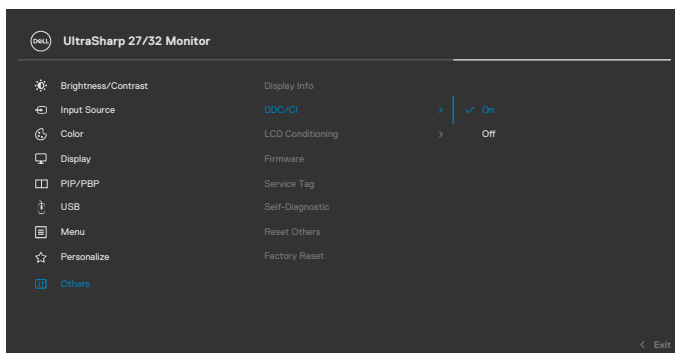 DELL UltraSharp 27/32 Monitor
Brightness/Contrast Display Info
Input Source DDC/CI > ✓ On
Color LCD Conditioning > Off
Display Firmware
PIP/PBP Service Tag
USB Self-Diagnostic
Menu Reset Others
Personalize Factory Reset
Others
< Exit